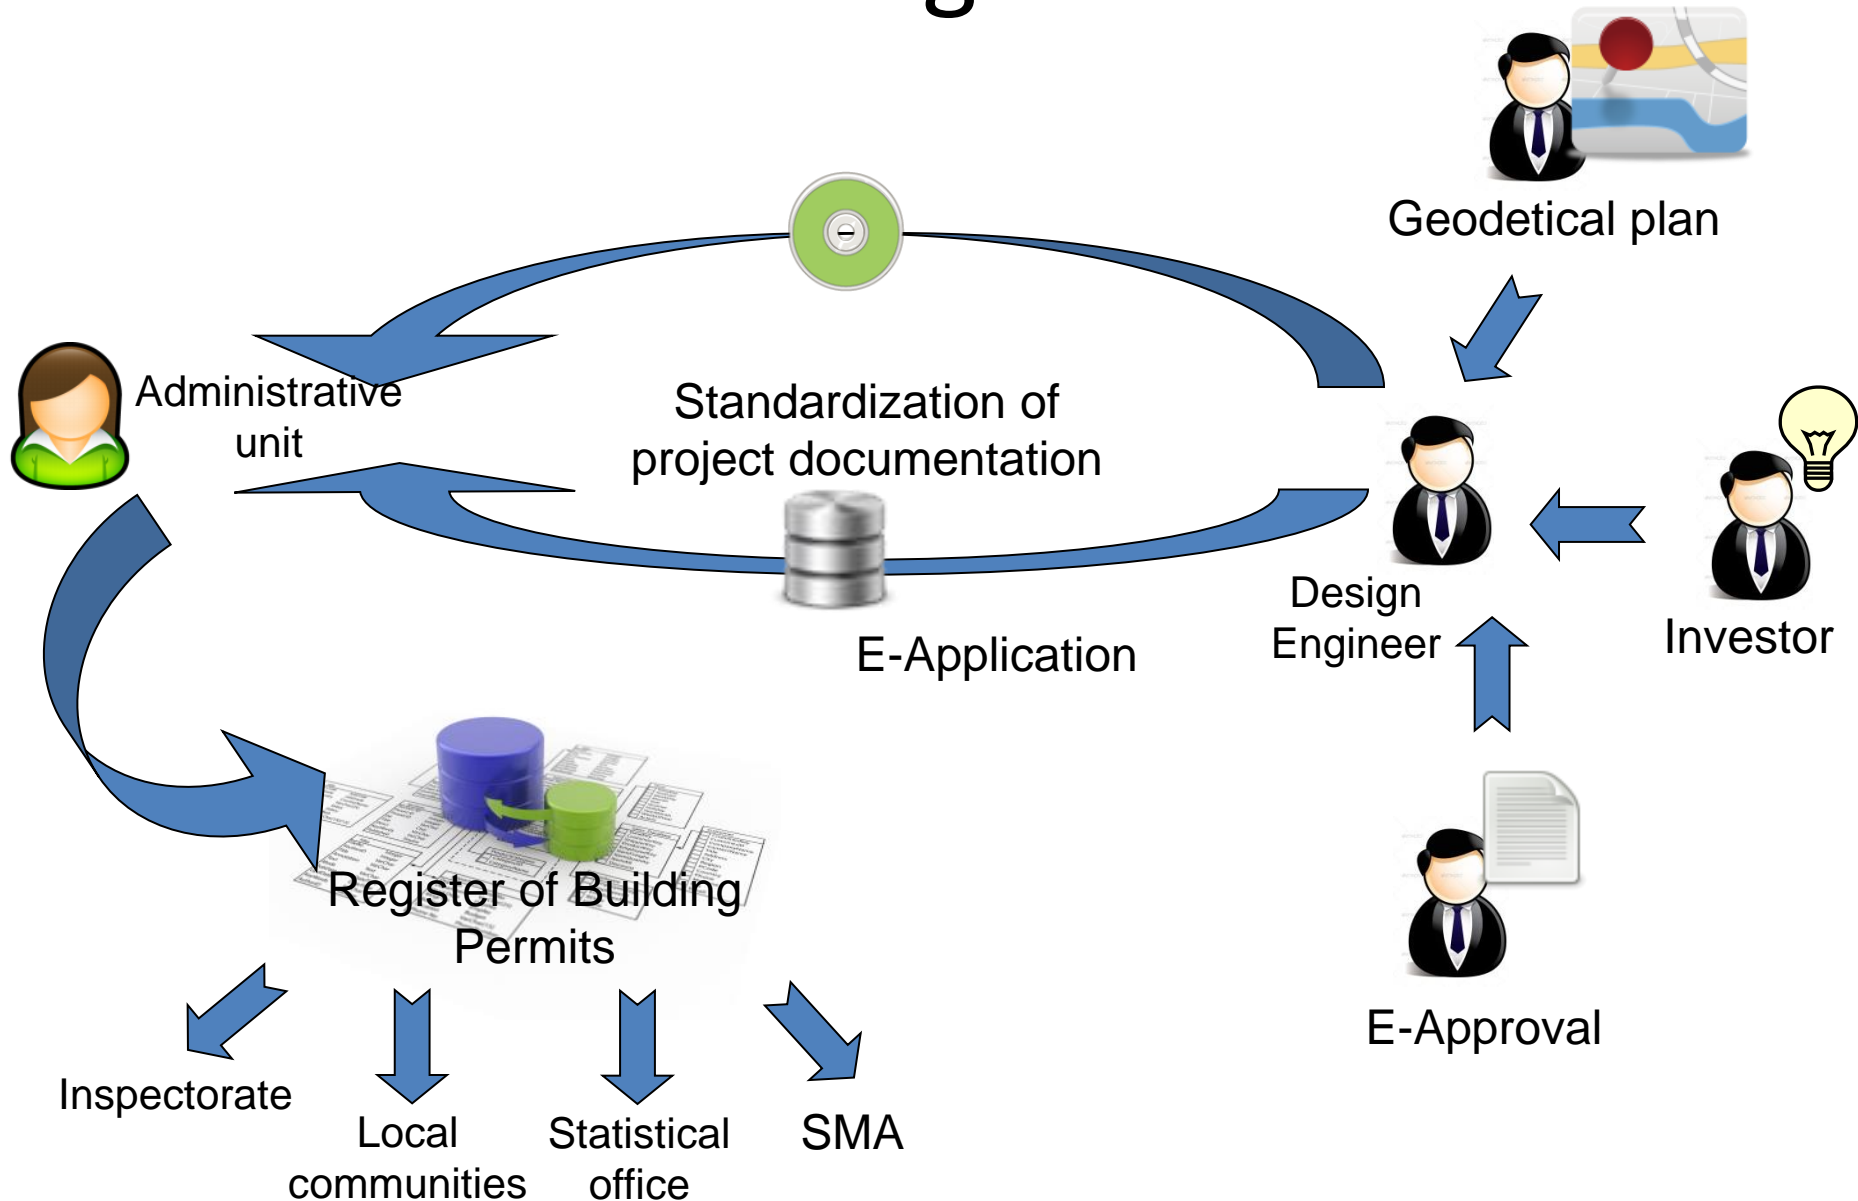 Geodetical plan
Administrative
unit
Standardization of
project documentation
Design
Engineer
Investor
E-Application
Register of Building
Permits
E-Approval
Inspectorate
Local
communities
Statistical
office
SMA